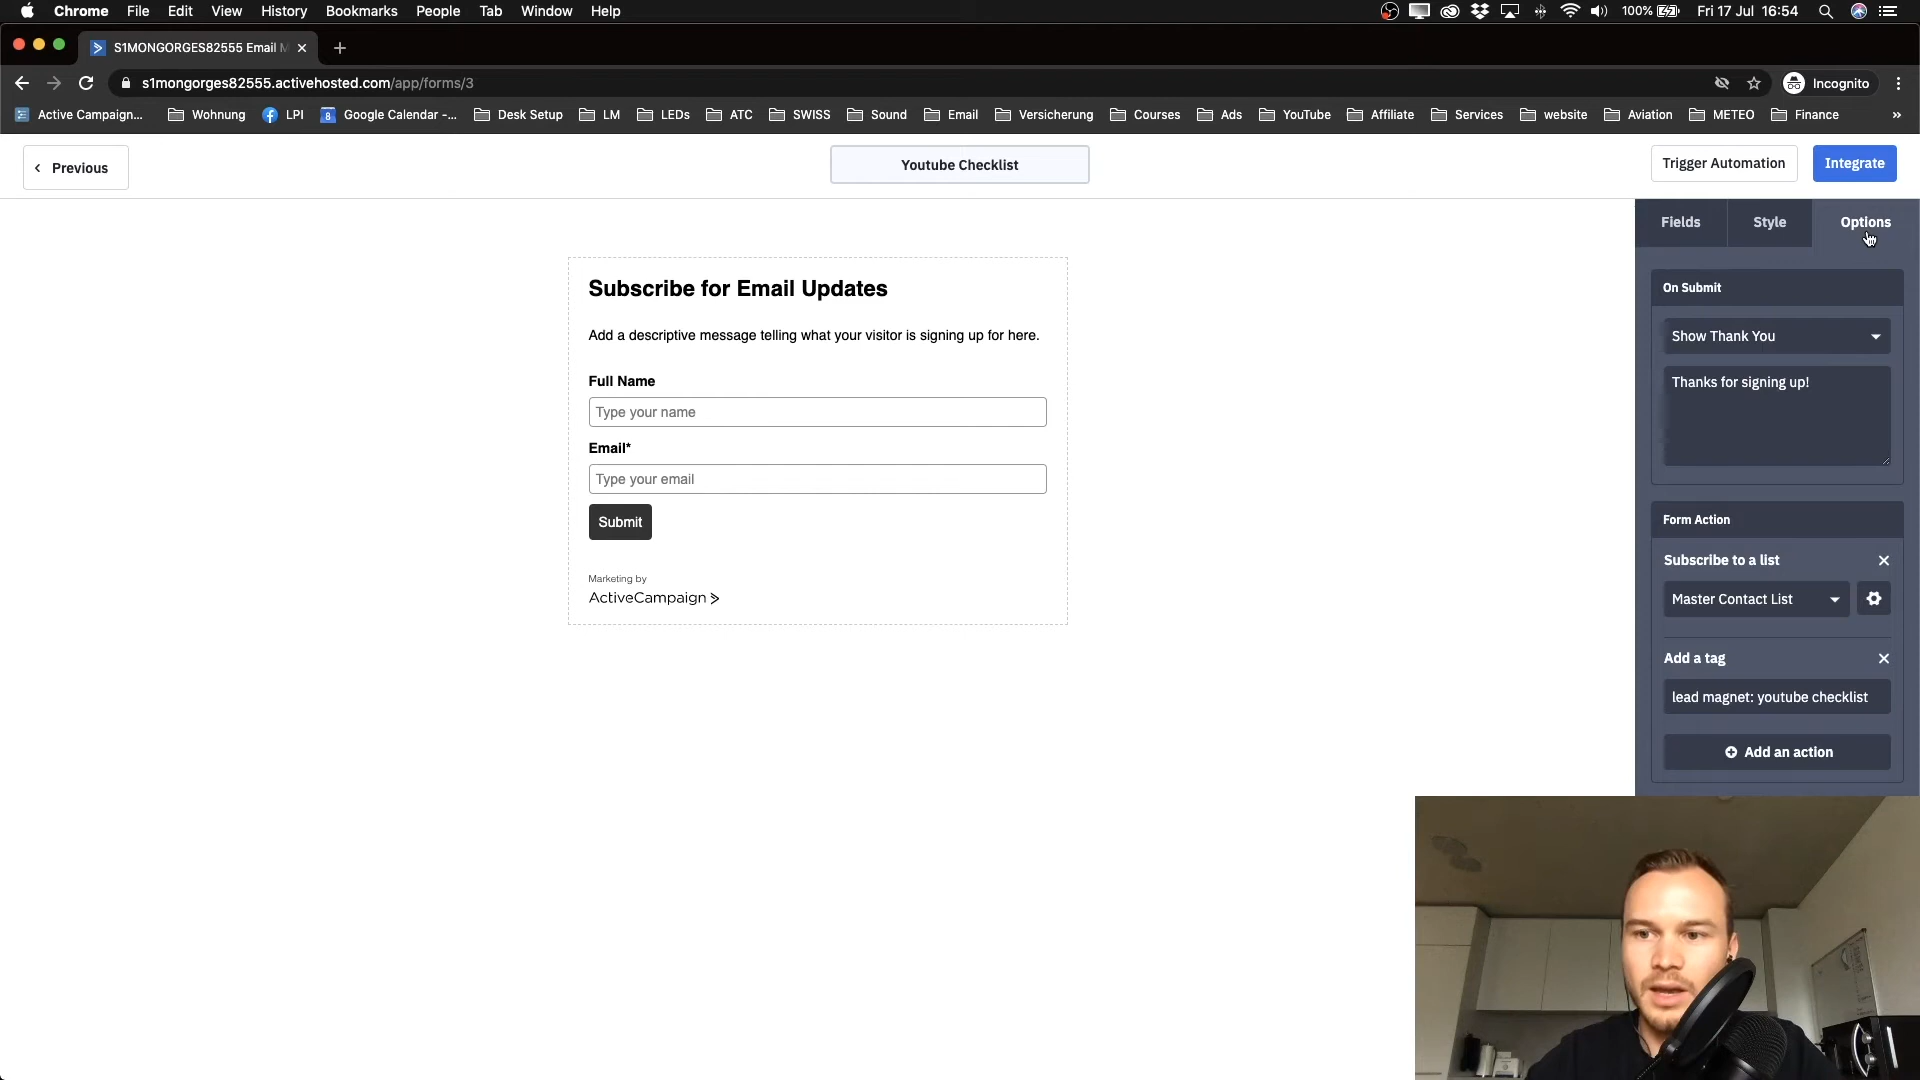 Chrome File Edit View History Bookmarks People Tab Window Help 100% Fri 17 Jul 16:54
S1MONGORGES82555 Email M
s1mongorges82555.activehosted.com/app/forms/3 Incognito
Active Campaign... Wohnung LPI 8 Google Calendar -... Desk Setup LM LEDs ATC SWISS Sound Email Versicherung Courses Ads YouTube Affiliate Services website Aviation METEO Finance »
Previous Youtube Checklist Trigger Automation Integrate
Fields Style Options
Subscribe for Email Updates
Add a descriptive message telling what your visitor is signing up for here.
Full Name
Type your name
Email*
Type your email
Submit
Marketing by
ActiveCampaign >
On Submit
Show Thank You
Thanks for signing up!
Form Action
Subscribe to a list
Master Contact List
Add a tag
lead magnet: youtube checklist
Add an action